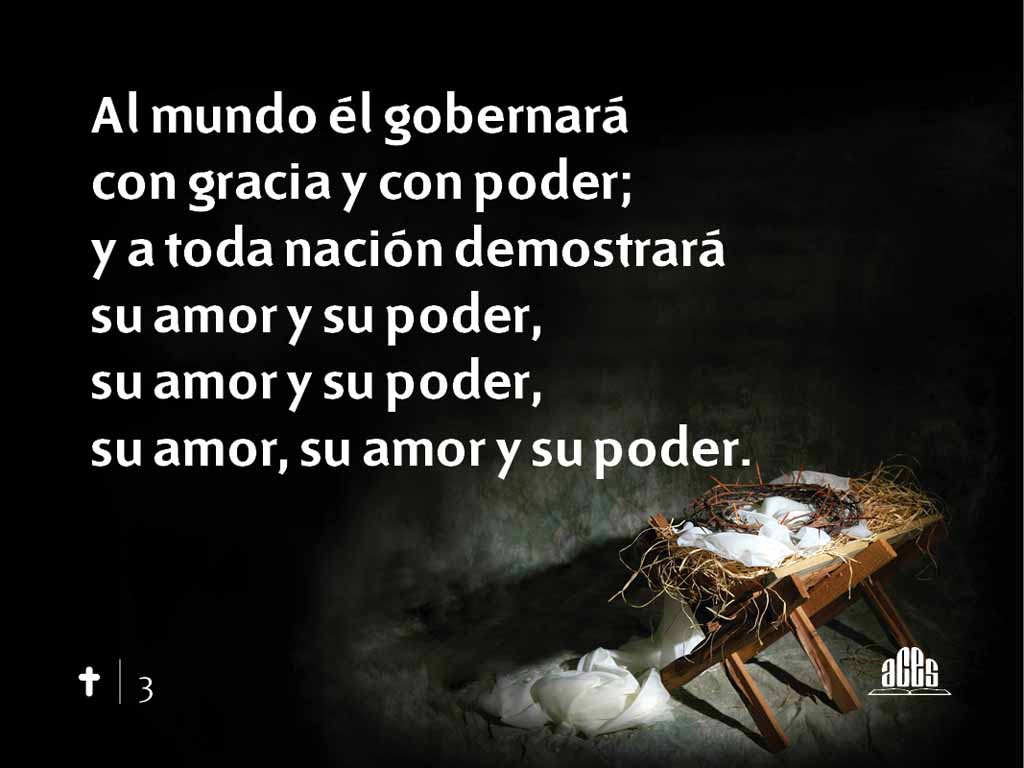 Al mundo él gobernará
con gracia y con poder;
y a toda nación demostrará
su amor y su poder,
su amor y su poder,
su amor, su amor y su poder.
3
aces